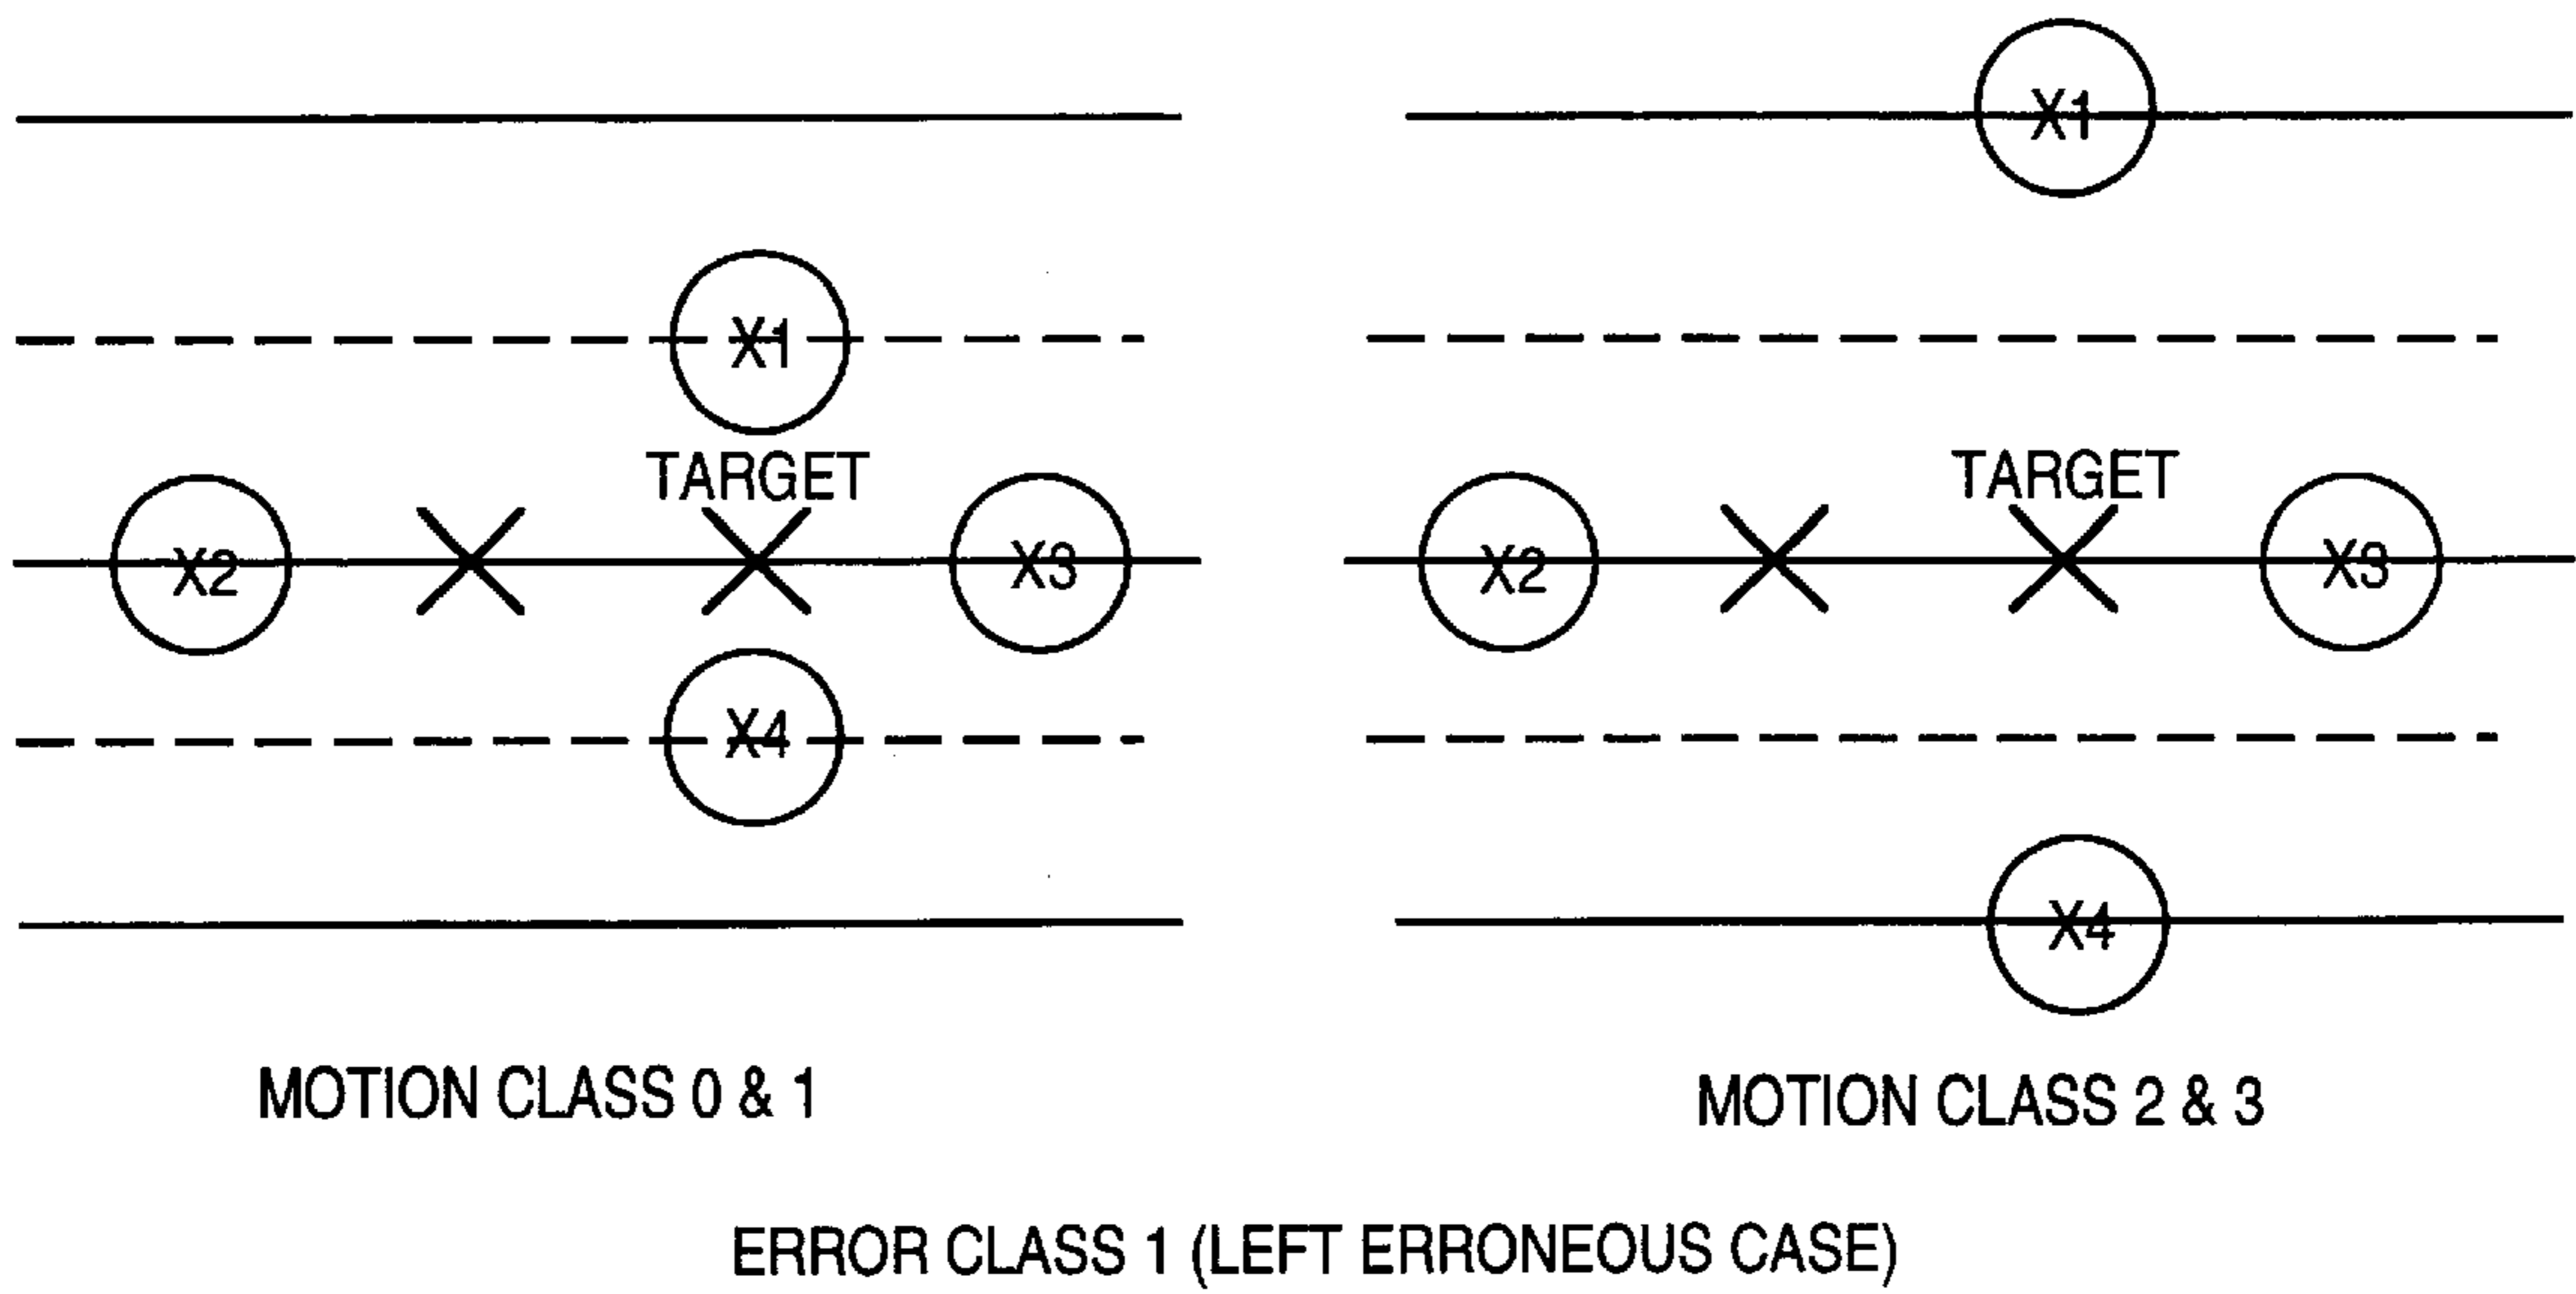 X1
X1
TARGET
X2
X3
X4
MOTION CLASS 0 & 1
TARGET
X2
X3
X4
MOTION CLASS 2 & 3
ERROR CLASS 1 (LEFT ERRONEOUS CASE)